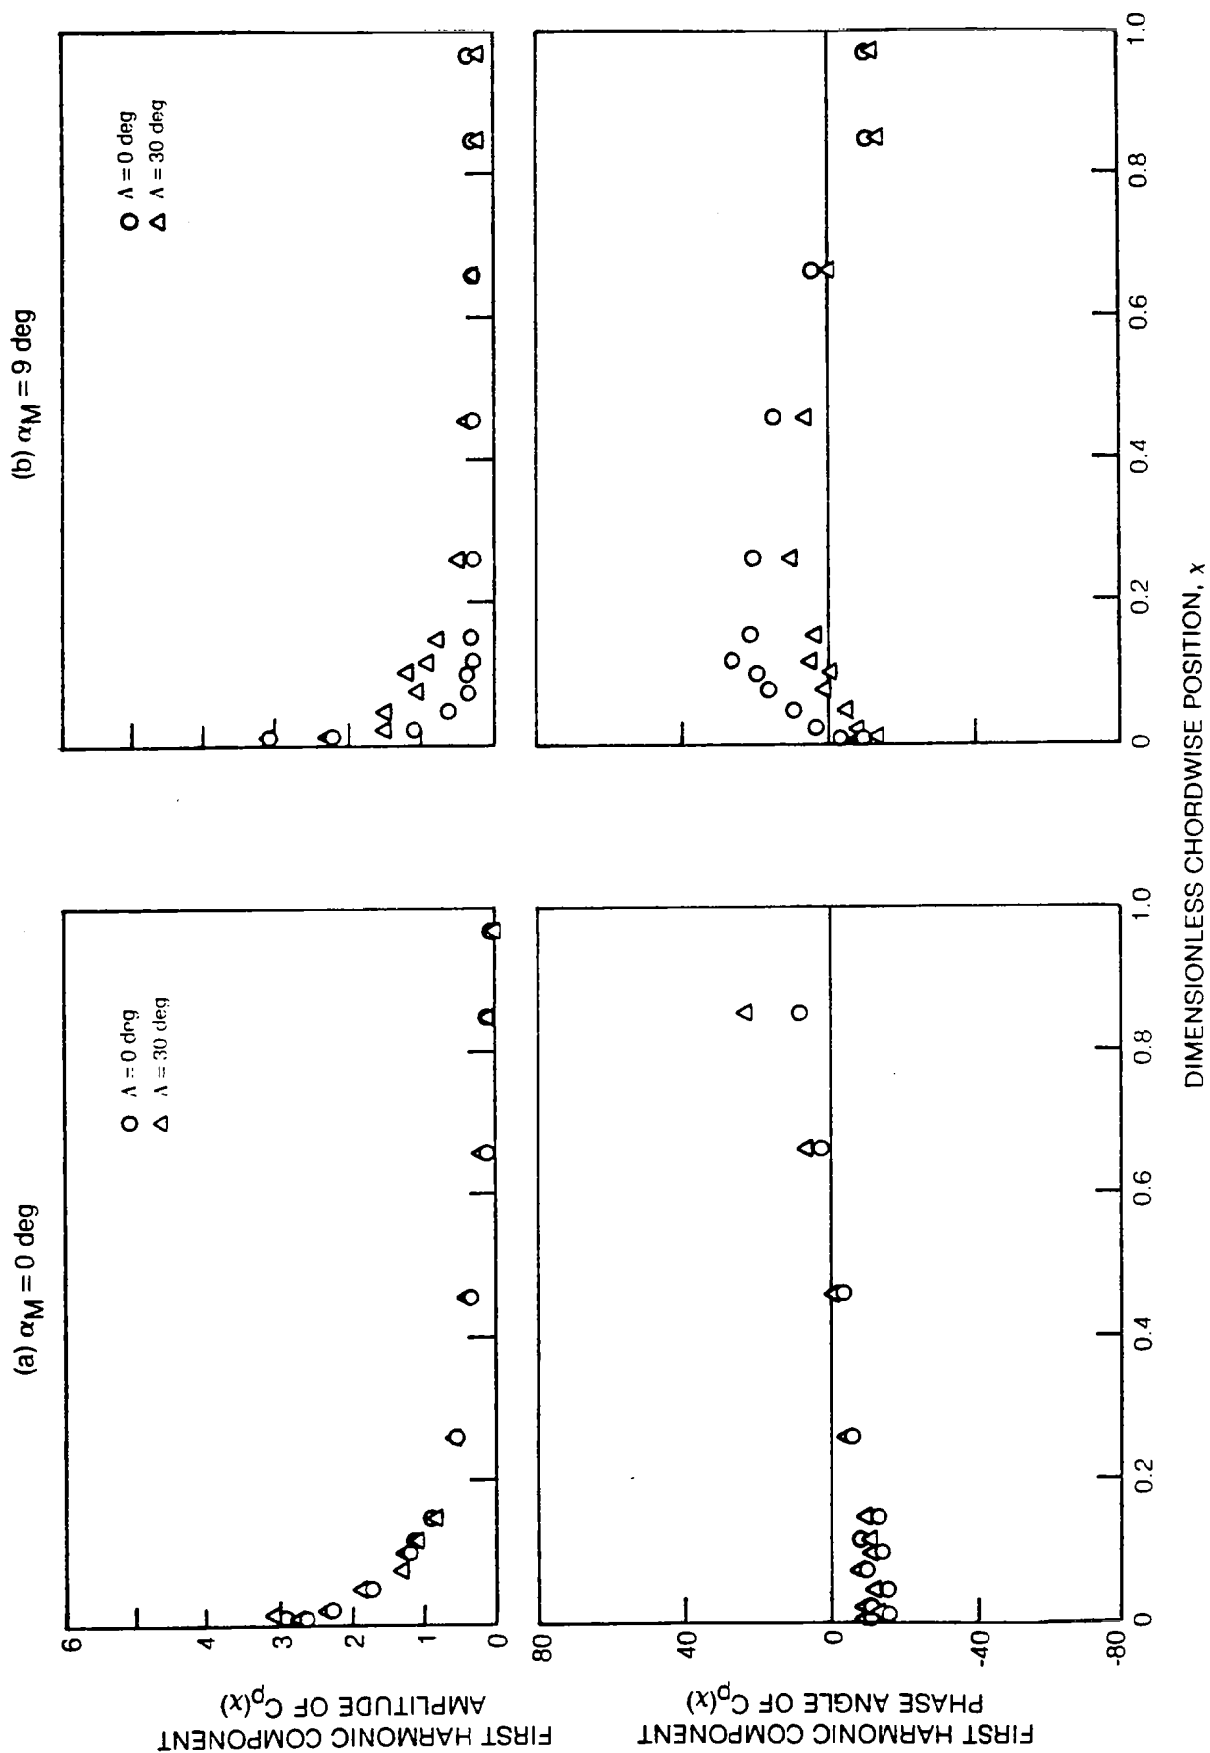 (a) αM = 0 deg
FIRST HARMONIC COMPONENT
AMPLITUDE OF Cp(χ)
6
5
4
3
2
1
0
O Λ = 0 deg
Δ Λ = 30 deg
FIRST HARMONIC COMPONENT
PHASE ANGLE OF Cp(χ)
80
40
0
-40
-80
0 0.2 0.4 0.6 0.8 1.0
(b) αM = 9 deg
O Λ = 0 deg
Δ Λ = 30 deg
0 0.2 0.4 0.6 0.8 1.0
DIMENSIONLESS CHORDWISE POSITION, χ